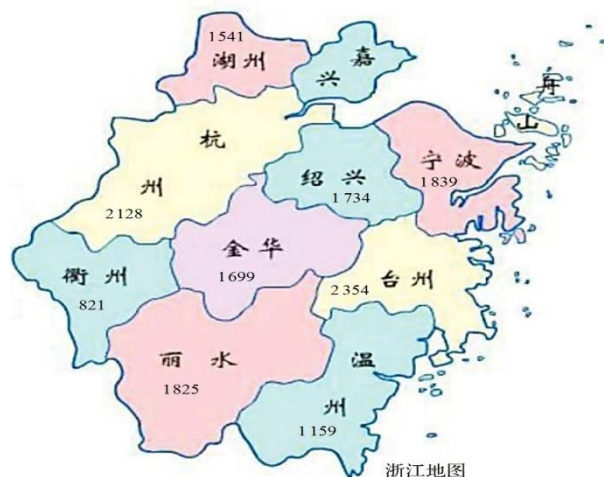 1541
湖州
嘉兴
舟山
杭州
2128
绍兴
1734
宁波
1839
金华
1699
衢州
821
台州
2354
丽水
1825
温州
1159
浙江地图